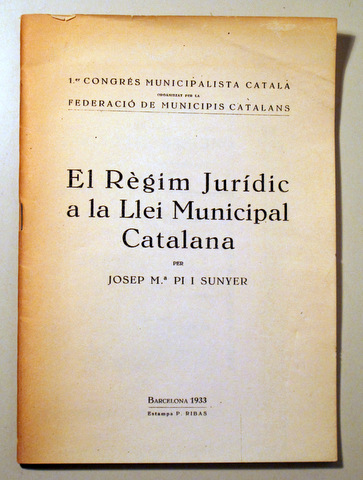 1.er CONGRÉS MUNICIPALISTA CATALÀ
ORGANITZAT PER LA
FEDERACIÓ DE MUNICIPIS CATALANS
El Règim Jurídic
a la Llei Municipal
Catalana
PER
JOSEP M.ª PI I SUNYER
BARCELONA 1933
Estampa P. RIBAS